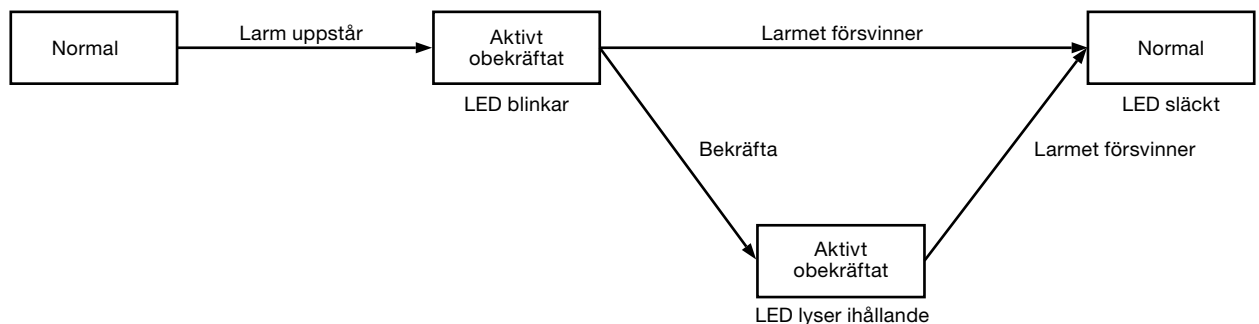 Normal
Larm uppstår
Aktivt
obekräftat
LED blinkar
Larmet försvinner
Normal
LED släckt
Bekräfta
Larmet försvinner
Aktivt
obekräftat
LED lyser ihållande